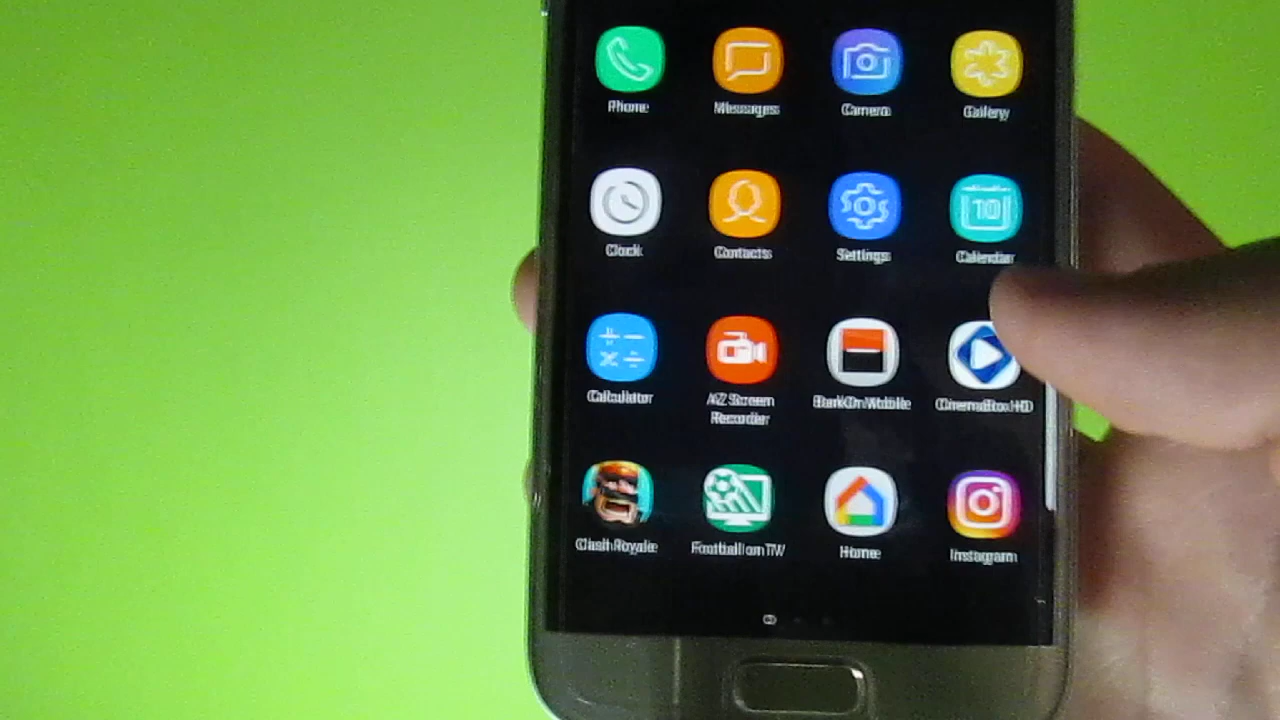 Phone
Messages
Camera
Gallery
Clock
Contacts
Settings
10
Calendar
Calculator
AZ Screen
Recorder
BankOn Mobile
CinemaBox HD
Clash Royale
Football on TV
Home
Instagram